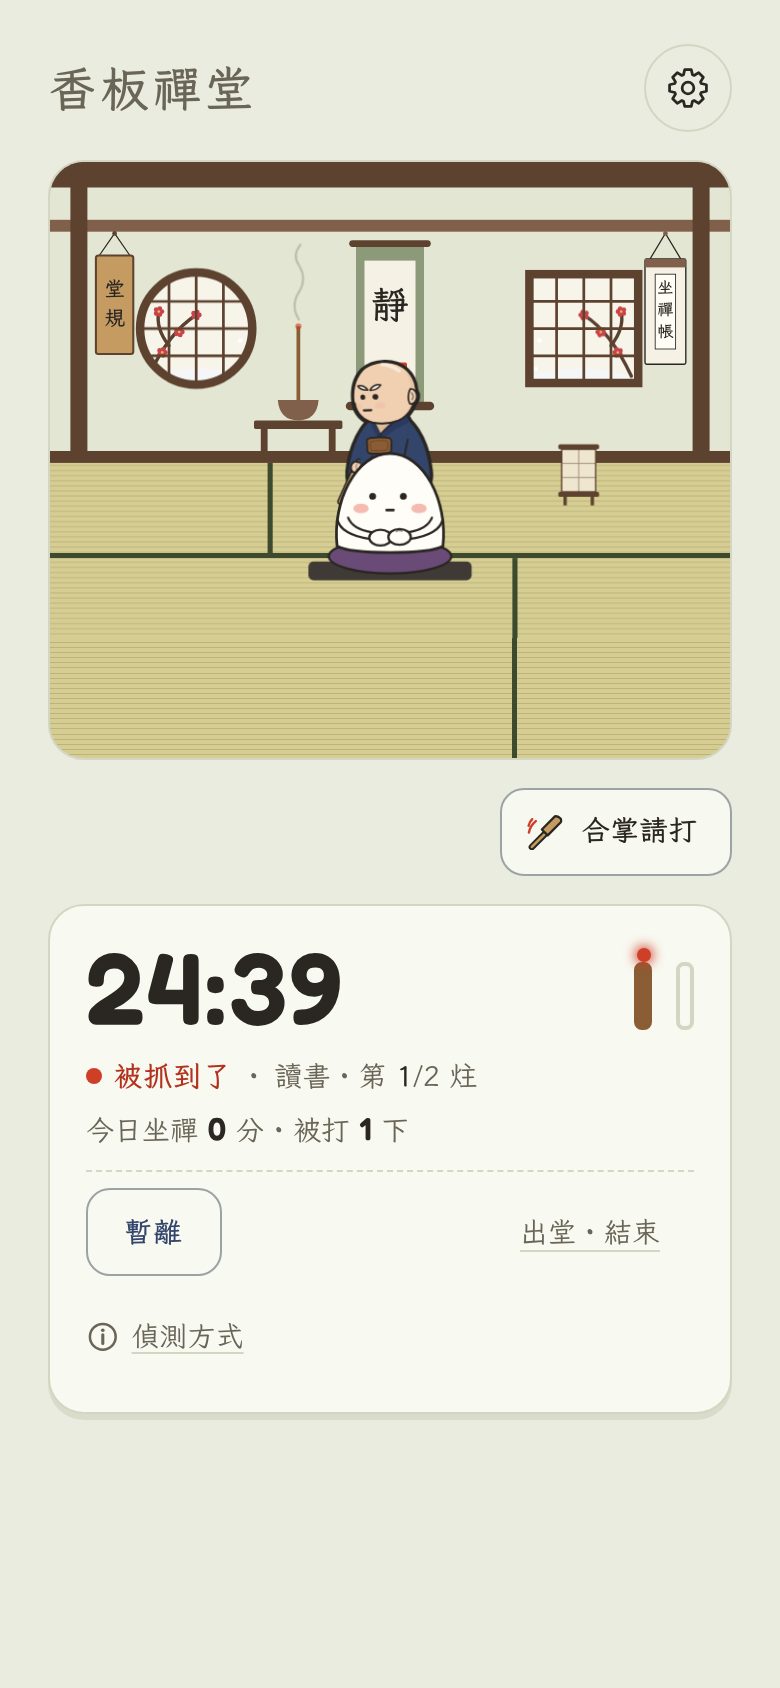 香板禪堂
堂規
靜
坐禪帳
合掌請打
24:39
被抓到了 · 讀書 · 第 1/2 炷
今日坐禪 0 分 · 被打 1 下
暫離
出堂 · 結束
偵測方式